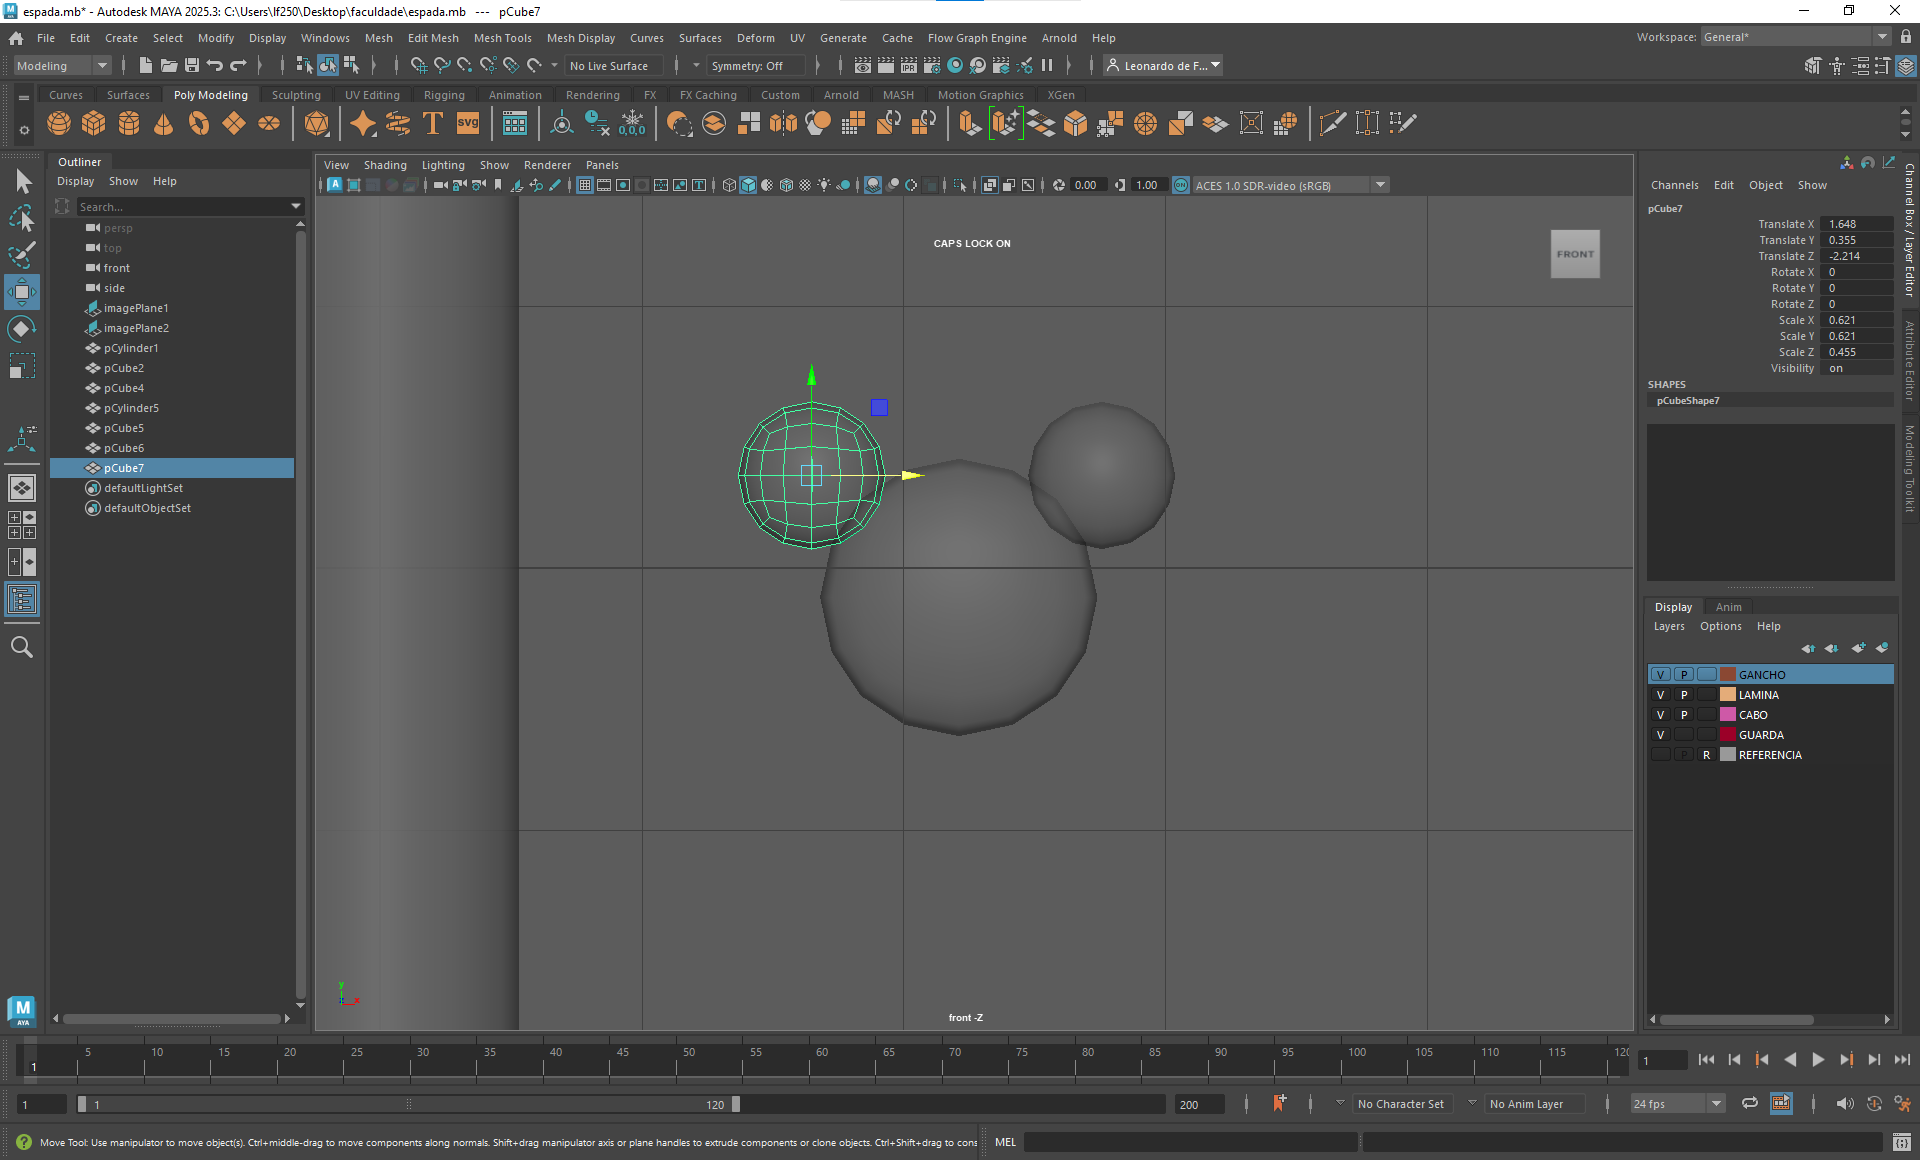 espada.mb* - Autodesk MAYA 2025.3: C:\Users\lf250\Desktop\faculdade\espada.mb --- pCube7
File Edit Create Select Modify Display Windows Mesh Edit Mesh Mesh Tools Mesh Display Curves Surfaces Deform UV Generate Cache Flow Graph Engine Arnold Help
Workspace: General*
Modeling No Live Surface Symmetry: Off Leonardo de F...
Curves Surfaces Poly Modeling Sculpting UV Editing Rigging Animation Rendering FX FX Caching Custom Arnold MASH Motion Graphics XGen
T SVG 0,0,0
Outliner
Display Show Help
Search...
persp
top
front
side
imagePlane1
imagePlane2
pCylinder1
pCube2
pCube4
pCylinder5
pCube5
pCube6
pCube7
defaultLightSet
defaultObjectSet
M
AYA
View Shading Lighting Show Renderer Panels
0.00 1.00 ACES 1.0 SDR-video (sRGB)
CAPS LOCK ON
FRONT
y
z x
front -Z
Channels Edit Object Show
pCube7
Translate X 1.648
Translate Y 0.355
Translate Z -2.214
Rotate X 0
Rotate Y 0
Rotate Z 0
Scale X 0.621
Scale Y 0.621
Scale Z 0.455
Visibility on
SHAPES
pCubeShape7
Channel Box / Layer Editor
Attribute Editor
Modeling Toolkit
Display Anim
Layers Options Help
V P GANCHO
V P LAMINA
V P CABO
V GUARDA
P R REFERENCIA
5 10 15 20 25 30 35 40 45 50 55 60 65 70 75 80 85 90 95 100 105 110 115 120
1
1
1 1 120 200 No Character Set No Anim Layer 24 fps
Move Tool: Use manipulator to move object(s). Ctrl+middle-drag to move components along normals. Shift+drag manipulator axis or plane handles to extrude components or clone objects. Ctrl+Shift+drag to cons
MEL